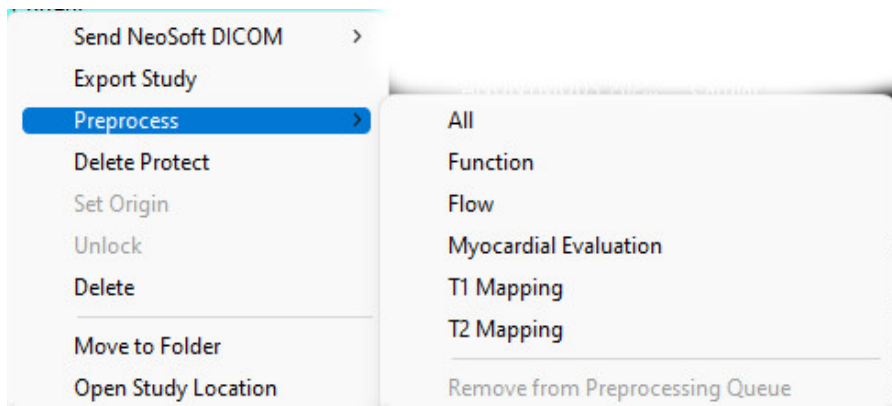 Send NeoSoft DICOM
Export Study
Preprocess
Delete Protect
Set Origin
Unlock
Delete
Move to Folder
Open Study Location
All
Function
Flow
Myocardial Evaluation
T1 Mapping
T2 Mapping
Remove from Preprocessing Queue